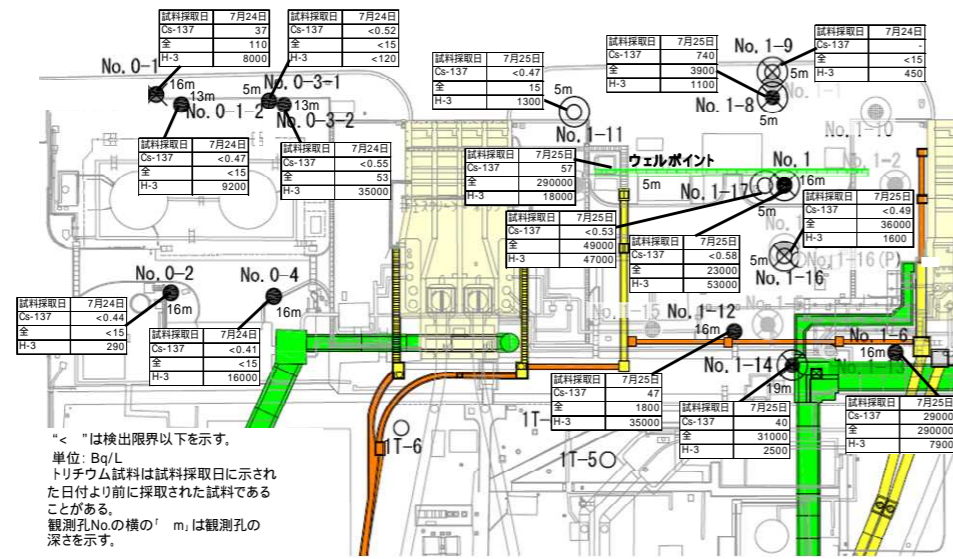 試料採取日 7月24日
Cs-137 37
全 110
H-3 8000
試料採取日 7月24日
Cs-137 <0.52
全 <15
H-3 <120
試料採取日 7月25日
Cs-137 <0.47
全 15
H-3 1300
試料採取日 7月25日
Cs-137 740
全 3900
H-3 1100
試料採取日 7月24日
Cs-137 -
全 <15
H-3 450
No. 0-1
16m
13m
No. 0-1-2
5m
No. 0-3-1
13m
No. 0-3-2
5m
No. 1-11
No. 1-9
5m
No. 1-8
5m
No. 1-10
試料採取日 7月24日
Cs-137 <0.47
全 <15
H-3 9200
試料採取日 7月24日
Cs-137 <0.55
全 53
H-3 35000
試料採取日 7月25日
Cs-137 57
全 290000
H-3 18000
ウェルポイント
5m
No. 1-17
No. 1
16m
No. 1-2
5m
試料採取日 7月25日
Cs-137 <0.53
全 49000
H-3 47000
試料採取日 7月25日
Cs-137 <0.58
全 23000
H-3 53000
試料採取日 7月25日
Cs-137 <0.49
全 36000
H-3 1600
5m
No. 1-16
No. 1-16(P)
No. 0-2
16m
No. 0-4
16m
試料採取日 7月24日
Cs-137 <0.44
全 <15
H-3 290
試料採取日 7月24日
Cs-137 <0.41
全 <15
H-3 16000
No. 1-12
16m
No. 1-14
19m
No. 1-6
16m
No. 1-13
試料採取日 7月25日
Cs-137 47
全 1800
H-3 35000
試料採取日 7月25日
Cs-137 40
全 31000
H-3 2500
試料採取日 7月25日
Cs-137 29000
全 290000
H-3 7900
1T-6
1T-5
“< ”は検出限界以下を示す。
単位: Bq/L
トリチウム試料は試料採取日に示され
た日付より前に採取された試料である
ことがある。
観測孔No.の横の「 m」は観測孔の
深さを示す。